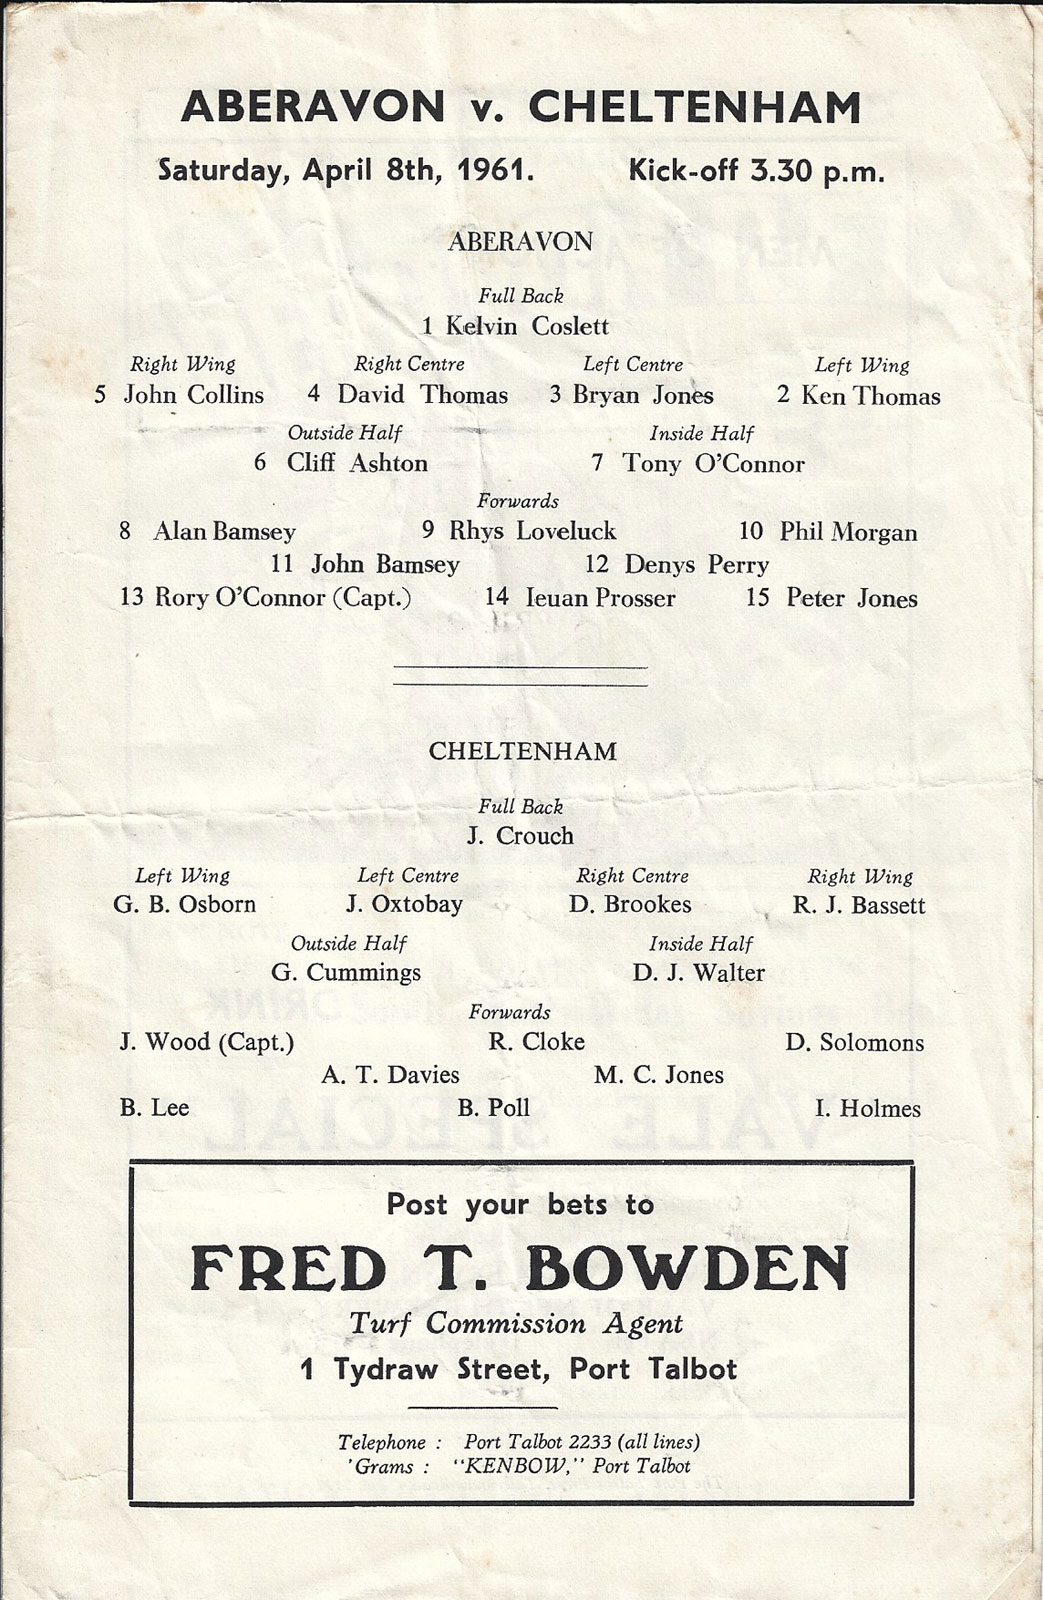 ABERAVON v. CHELTENHAM
Saturday, April 8th, 1961. Kick-off 3.30 p.m.
ABERAVON
Full Back
1 Kelvin Coslett
Right Wing Right Centre Left Centre Left Wing
5 John Collins 4 David Thomas 3 Bryan Jones 2 Ken Thomas
Outside Half Inside Half
6 Cliff Ashton 7 Tony O'Connor
Forwards
8 Alan Bamsey 9 Rhys Loveluck 10 Phil Morgan
11 John Bamsey 12 Denys Perry
13 Rory O'Connor (Capt.) 14 Ieuan Prosser 15 Peter Jones
CHELTENHAM
Full Back
J. Crouch
Left Wing Left Centre Right Centre Right Wing
G. B. Osborn J. Oxtobay D. Brookes R. J. Bassett
Outside Half Inside Half
G. Cummings D. J. Walter
Forwards
J. Wood (Capt.) R. Cloke D. Solomons
A. T. Davies M. C. Jones
B. Lee B. Poll I. Holmes
Post your bets to
FRED T. BOWDEN
Turf Commission Agent
1 Tydraw Street, Port Talbot
Telephone : Port Talbot 2233 (all lines)
'Grams : "KENBOW," Port Talbot